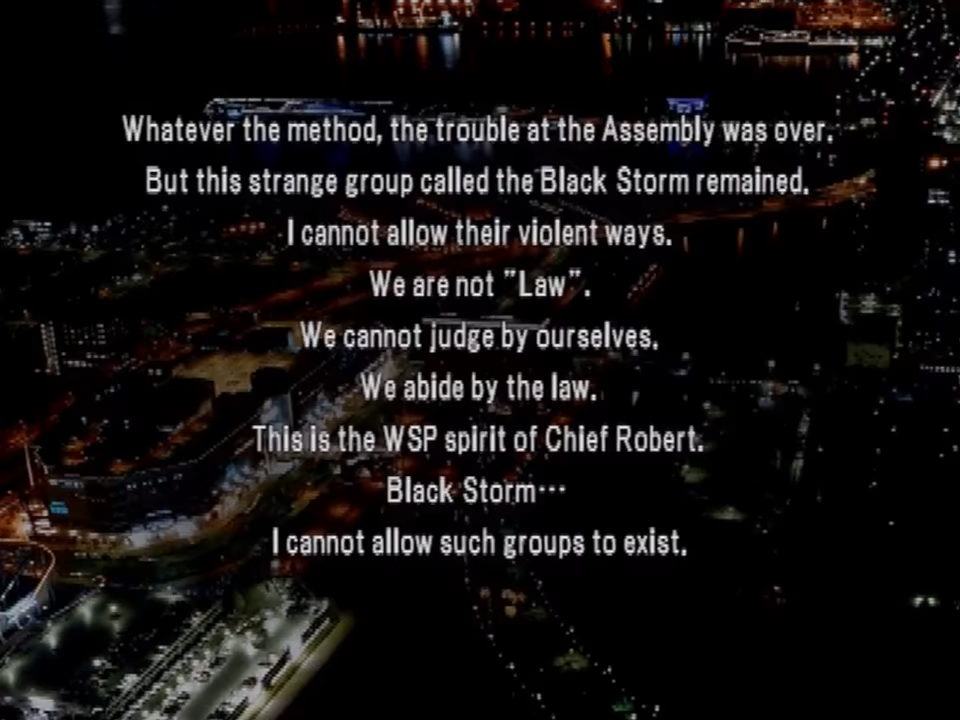 Whatever the method, the trouble at the Assembly was over.
But this strange group called the Black Storm remained.
I cannot allow their violent ways.
We are not "Law".
We cannot judge by ourselves.
We abide by the law.
This is the WSP spirit of Chief Robert.
Black Storm…
I cannot allow such groups to exist.